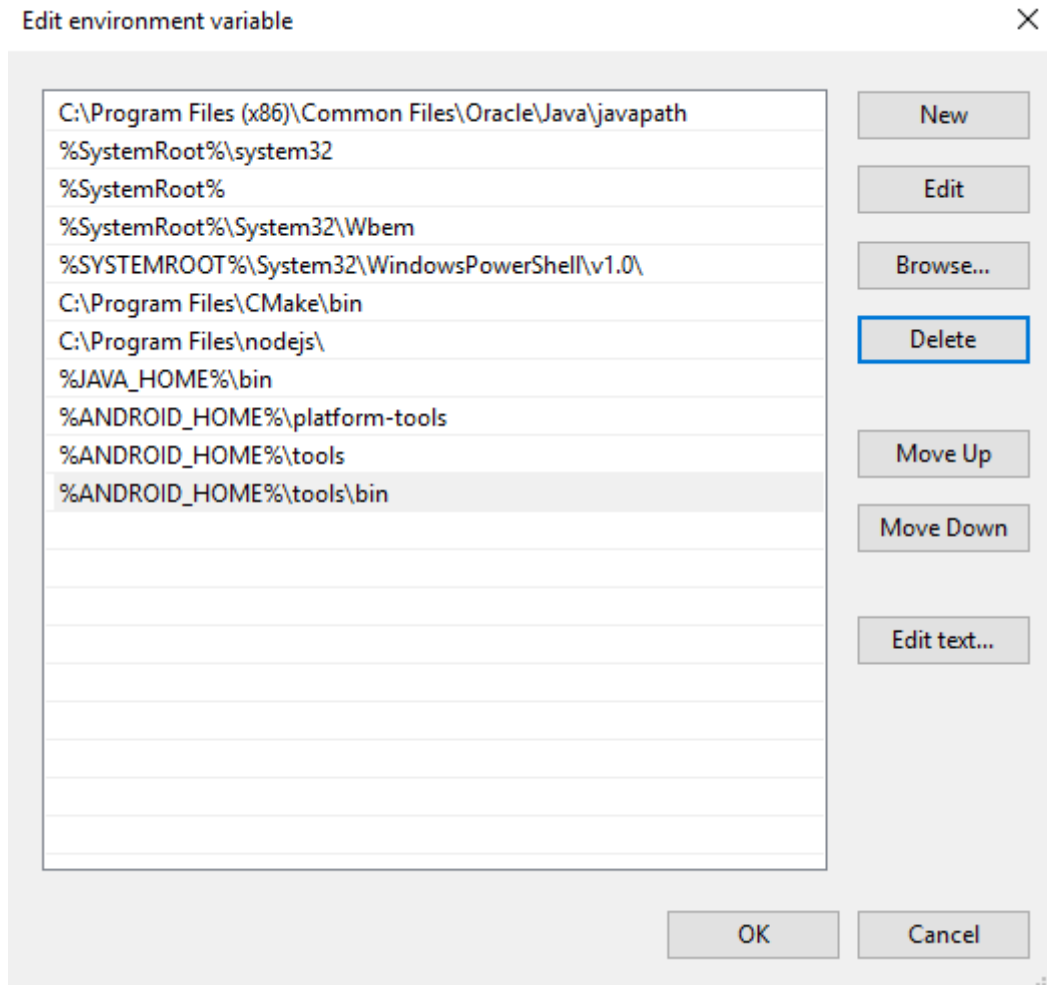 Edit environment variable
C:\Program Files (x86)\Common Files\Oracle\Java\javapath
%SystemRoot%\system32
%SystemRoot%
%SystemRoot%\System32\Wbem
%SYSTEMROOT%\System32\WindowsPowerShell\v1.0\
C:\Program Files\CMake\bin
C:\Program Files\nodejs\
%JAVA_HOME%\bin
%ANDROID_HOME%\platform-tools
%ANDROID_HOME%\tools
%ANDROID_HOME%\tools\bin
New
Edit
Browse...
Delete
Move Up
Move Down
Edit text...
OK
Cancel